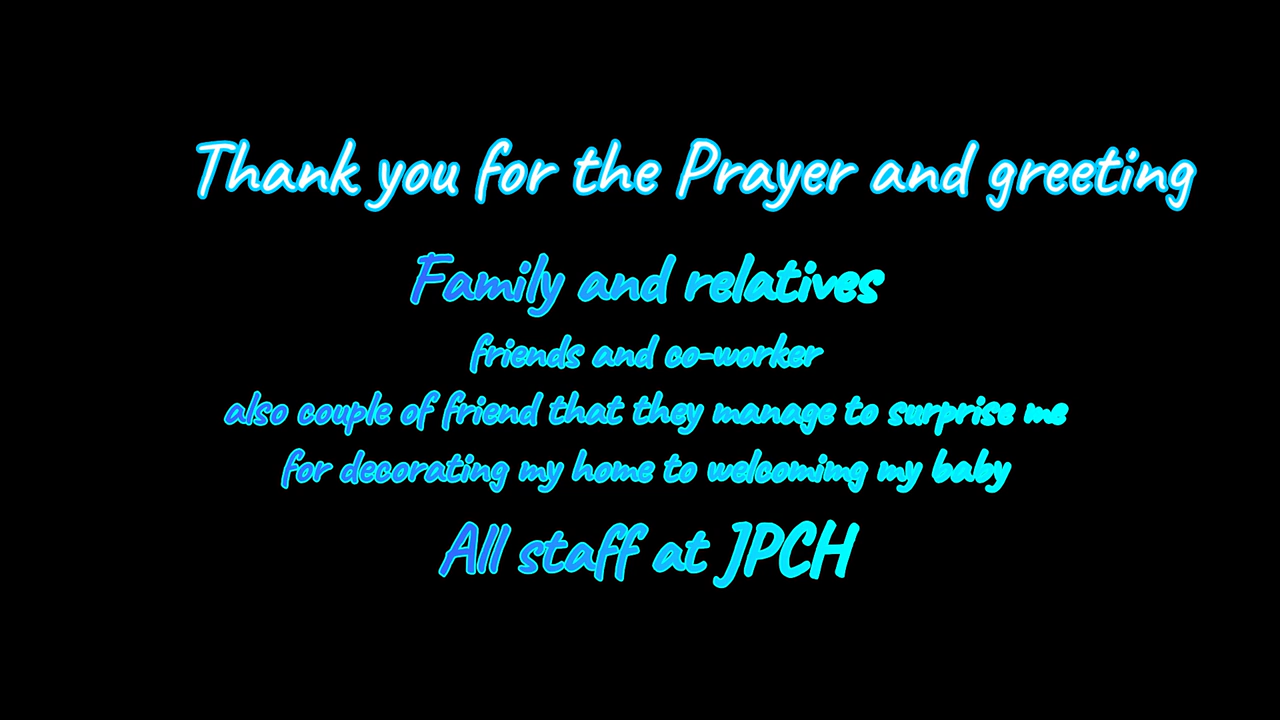 Thank you for the Prayer and greeting
Family and relatives
friends and co-worker
also couple of friend that they manage to surprise me
for decorating my home to welcomimg my baby
All staff at JPCH